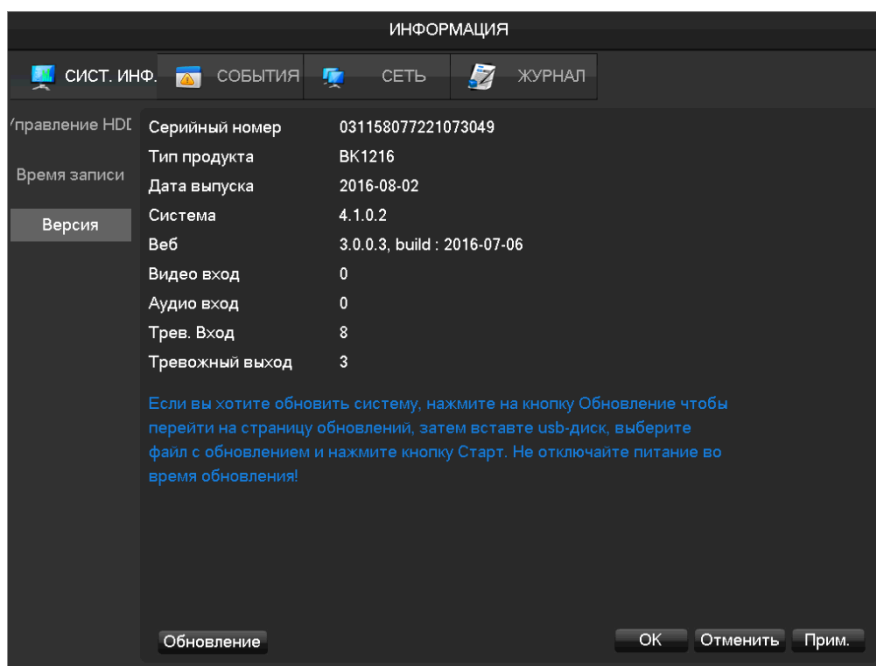 ИНФОРМАЦИЯ
СИСТ. ИНФ. СОБЫТИЯ СЕТЬ ЖУРНАЛ
Управление HDD
Время записи
Версия
Серийный номер 031158077221073049
Тип продукта BK1216
Дата выпуска 2016-08-02
Система 4.1.0.2
Веб 3.0.0.3, build : 2016-07-06
Видео вход 0
Аудио вход 0
Трев. Вход 8
Тревожный выход 3
Если вы хотите обновить систему, нажмите на кнопку Обновление чтобы
перейти на страницу обновлений, затем вставте usb-диск, выберите
файл с обновлением и нажмите кнопку Старт. Не отключайте питание во
время обновления!
Обновление OK Отменить Прим.